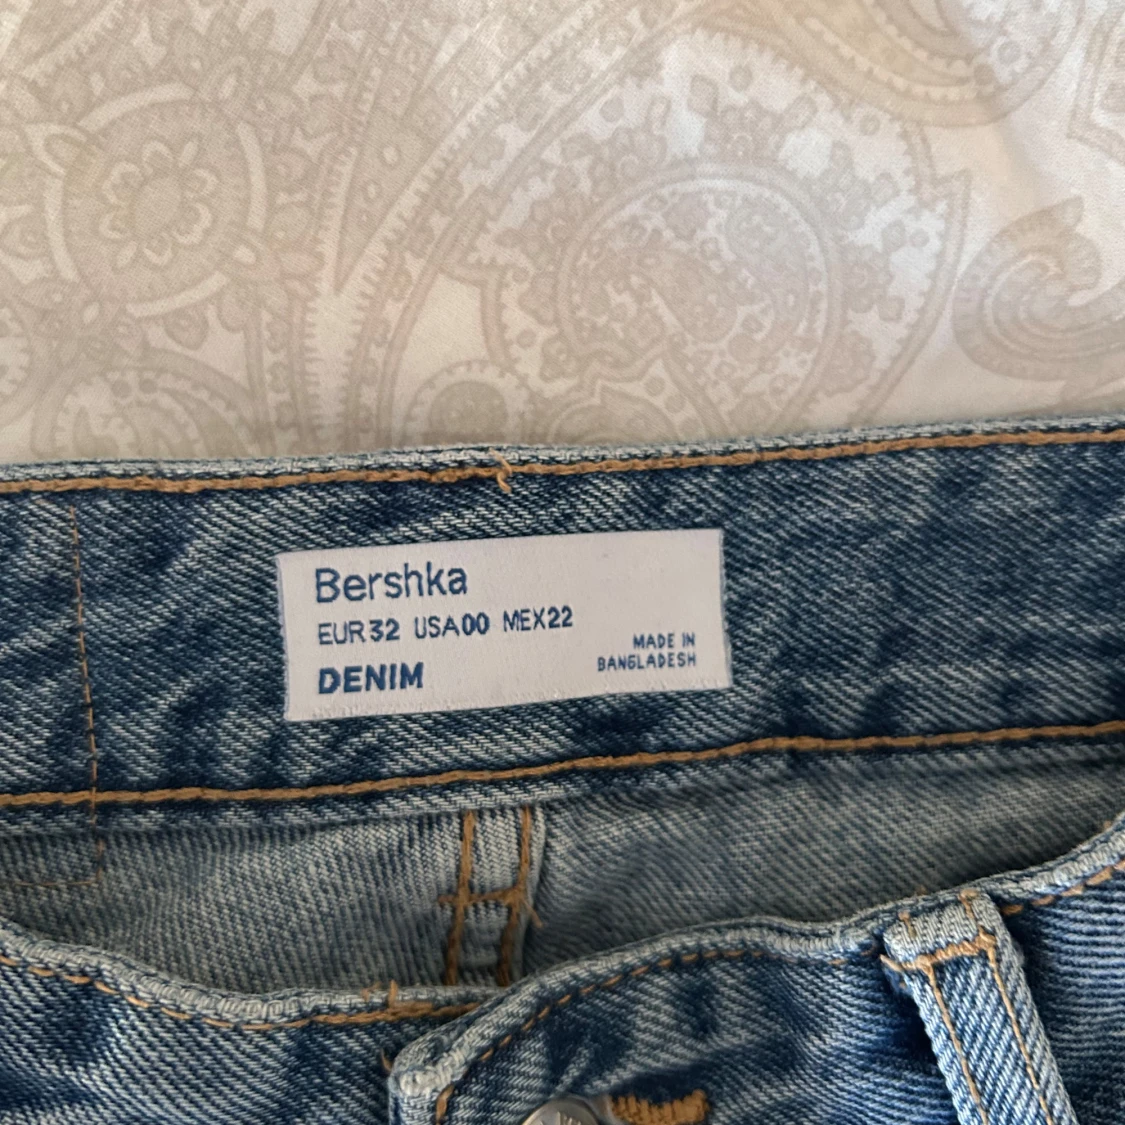 Bershka
EUR32 USA00 MEX22
DENIM
MADE IN
BANGLADESH